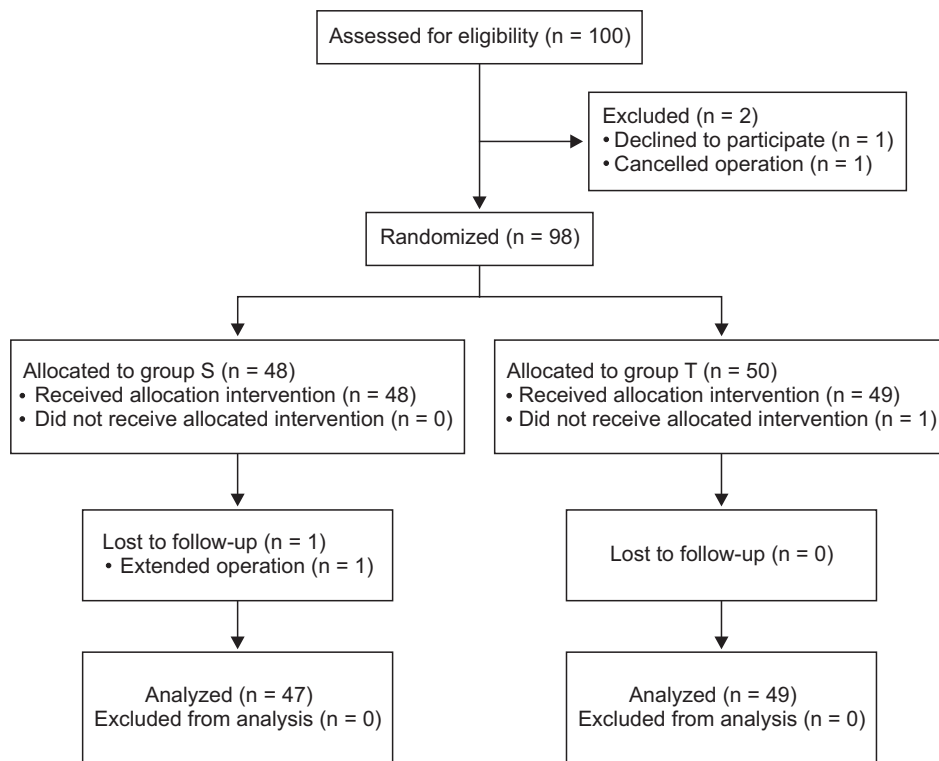 Assessed for eligibility (n = 100)
Excluded (n = 2)
• Declined to participate (n = 1)
• Cancelled operation (n = 1)
Randomized (n = 98)
Allocated to group S (n = 48)
• Received allocation intervention (n = 48)
• Did not receive allocated intervention (n = 0)
Allocated to group T (n = 50)
• Received allocation intervention (n = 49)
• Did not receive allocated intervention (n = 1)
Lost to follow-up (n = 1)
• Extended operation (n = 1)
Lost to follow-up (n = 0)
Analyzed (n = 47)
Excluded from analysis (n = 0)
Analyzed (n = 49)
Excluded from analysis (n = 0)